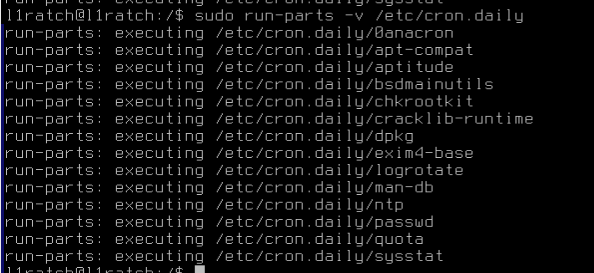 l1ratch@l1ratch:/$ sudo run-parts -v /etc/cron.daily
run-parts: executing /etc/cron.daily/0anacron
run-parts: executing /etc/cron.daily/apt-compat
run-parts: executing /etc/cron.daily/aptitude
run-parts: executing /etc/cron.daily/bsdmainutils
run-parts: executing /etc/cron.daily/chkrootkit
run-parts: executing /etc/cron.daily/cracklib-runtime
run-parts: executing /etc/cron.daily/dpkg
run-parts: executing /etc/cron.daily/exim4-base
run-parts: executing /etc/cron.daily/logrotate
run-parts: executing /etc/cron.daily/man-db
run-parts: executing /etc/cron.daily/ntp
run-parts: executing /etc/cron.daily/passwd
run-parts: executing /etc/cron.daily/quota
run-parts: executing /etc/cron.daily/sysstat
l1ratch@l1ratch:/$